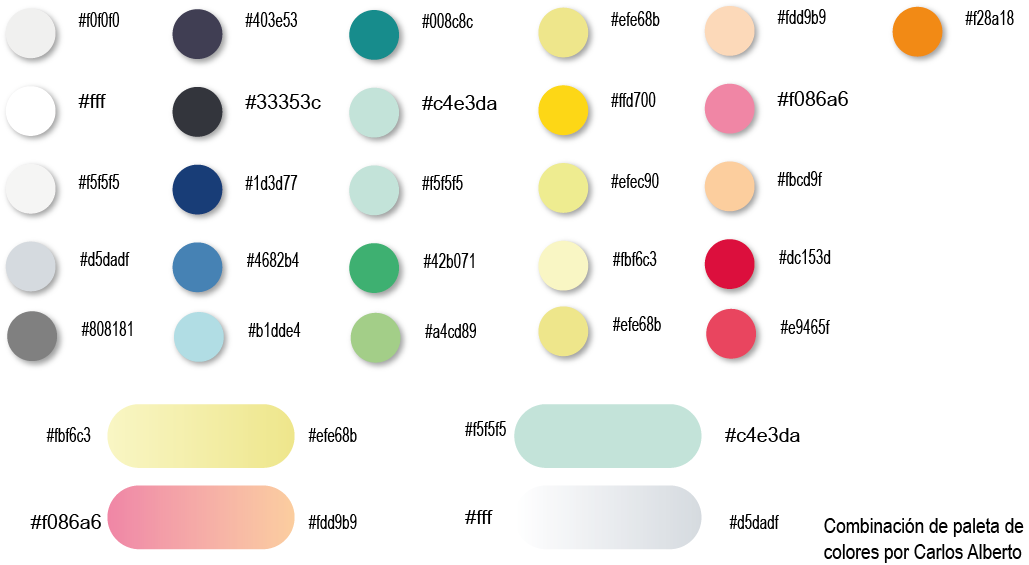 #f0f0f0
#403e53
#008c8c
#efe68b
#fdd9b9
#f28a18
#fff
#33353c
#c4e3da
#ffd700
#f086a6
#f5f5f5
#1d3d77
#f5f5f5
#efec90
#fbcd9f
#d5dadf
#4682b4
#42b071
#fbf6c3
#dc153d
#808181
#b1dde4
#a4cd89
#efe68b
#e9465f
#fbf6c3
#efe68b
#f5f5f5
#c4e3da
#f086a6
#fdd9b9
#fff
#d5dadf
Combinación de paleta de
colores por Carlos Alberto